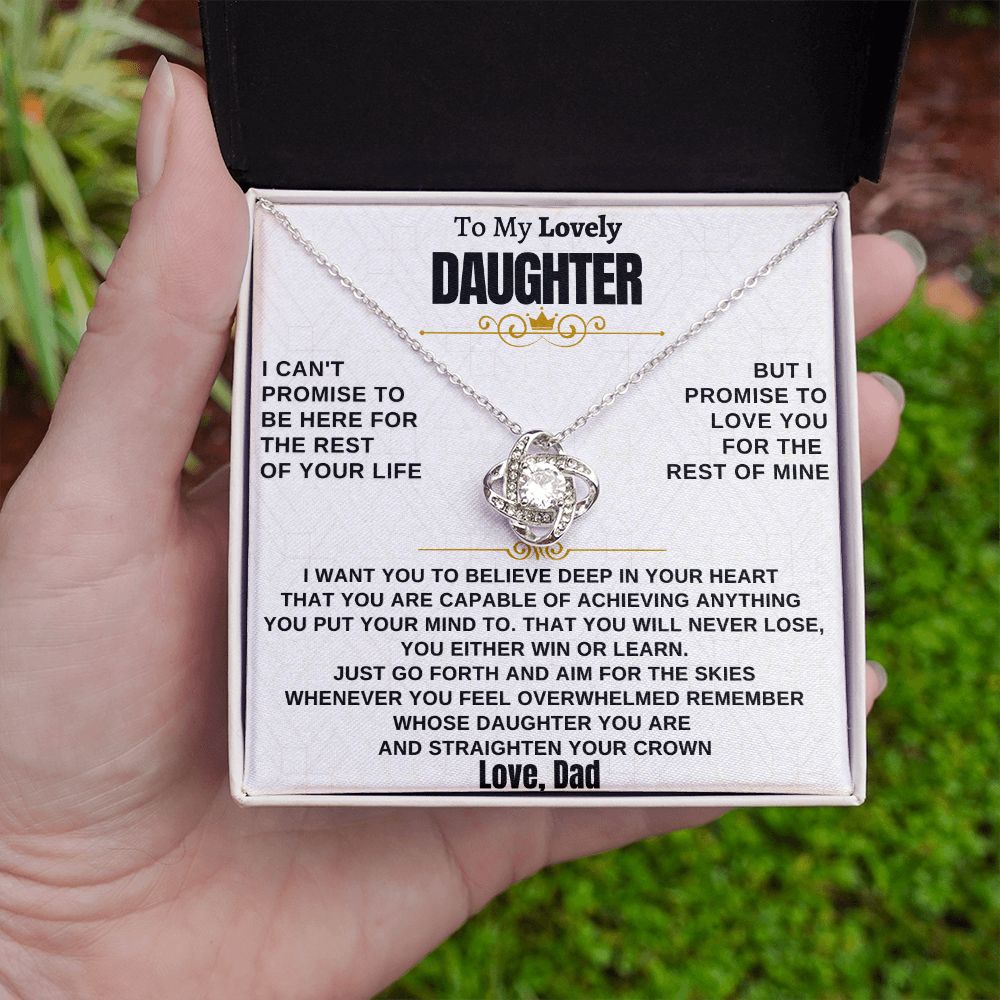 To My Lovely
DAUGHTER
I CAN'T
PROMISE TO
BE HERE FOR
THE REST
OF YOUR LIFE
BUT I
PROMISE TO
LOVE YOU
FOR THE
REST OF MINE
I WANT YOU TO BELIEVE DEEP IN YOUR HEART
THAT YOU ARE CAPABLE OF ACHIEVING ANYTHING
YOU PUT YOUR MIND TO. THAT YOU WILL NEVER LOSE,
YOU EITHER WIN OR LEARN.
JUST GO FORTH AND AIM FOR THE SKIES
WHENEVER YOU FEEL OVERWHELMED REMEMBER
WHOSE DAUGHTER YOU ARE
AND STRAIGHTEN YOUR CROWN
Love, Dad